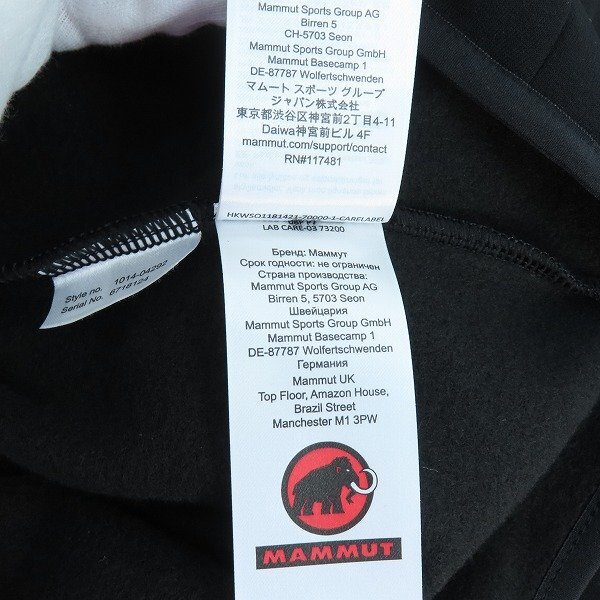 Mammut Sports Group AG
Birren 5
CH-5703 Seon
Mammut Sports Group GmbH
Mammut Basecamp 1
DE-87787 Wolfertschwenden
マムート スポーツ グループ
ジャパン株式会社
東京都渋谷区神宮前2丁目4-11
Daiwa神宮前ビル 4F
mammut.com/support/contact
RN#117481
HKWSO1181421-70000-1-CARELABEL
LAB CARE-03 73200
Style no. 1014-04292
Serial No. 6718124
Бренд: Маммут
Срок годности: не ограничен
Страна производства:
Mammut Sports Group AG
Birren 5, 5703 Seon
Швейцария
Mammut Sports Group GmbH
Mammut Basecamp 1
DE-87787 Wolfertschwenden
Германия
Mammut UK
Top Floor, Amazon House,
Brazil Street
Manchester M1 3PW
MAMMUT